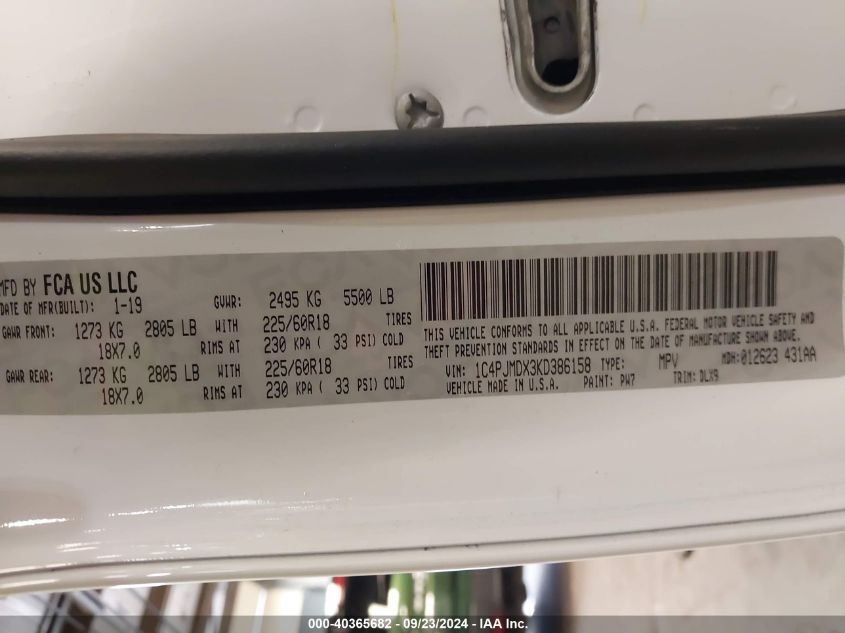 MFD BY FCA US LLC
DATE OF MFR(BUILT): 1-19 GVWR: 2495 KG 5500 LB
GAWR FRONT: 1273 KG 2805 LB WITH 225/60R18 TIRES
18X7.0 RIMS AT 230 KPA ( 33 PSI) COLD
GAWR REAR: 1273 KG 2805 LB WITH 225/60R18 TIRES
18X7.0 RIMS AT 230 KPA ( 33 PSI) COLD
THIS VEHICLE CONFORMS TO ALL APPLICABLE U.S.A. FEDERAL MOTOR VEHICLE SAFETY AND
THEFT PREVENTION STANDARDS IN EFFECT ON THE DATE OF MANUFACTURE SHOWN ABOVE.
VIN: 1C4PJMDX3KD386158 TYPE: MPV MDH: 012623 431AA
VEHICLE MADE IN U.S.A. PAINT: PW7 TRIM: DLX9
000-40365682 - 09/23/2024 - IAA Inc.